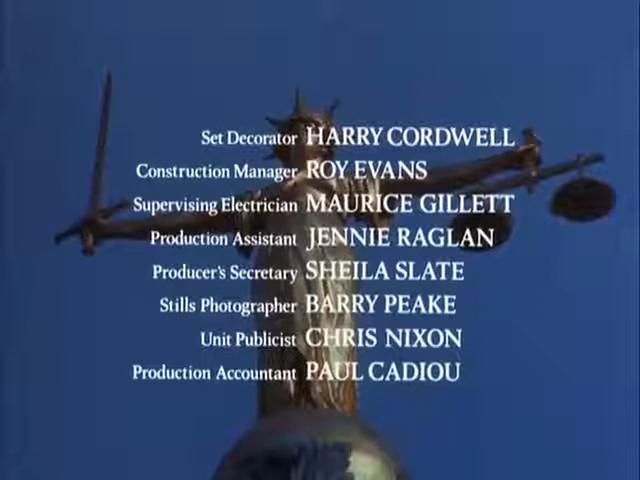 Set Decorator HARRY CORDWELL
Construction Manager ROY EVANS
Supervising Electrician MAURICE GILLETT
Production Assistant JENNIE RAGLAN
Producer's Secretary SHEILA SLATE
Stills Photographer BARRY PEAKE
Unit Publicist CHRIS NIXON
Production Accountant PAUL CADIOU